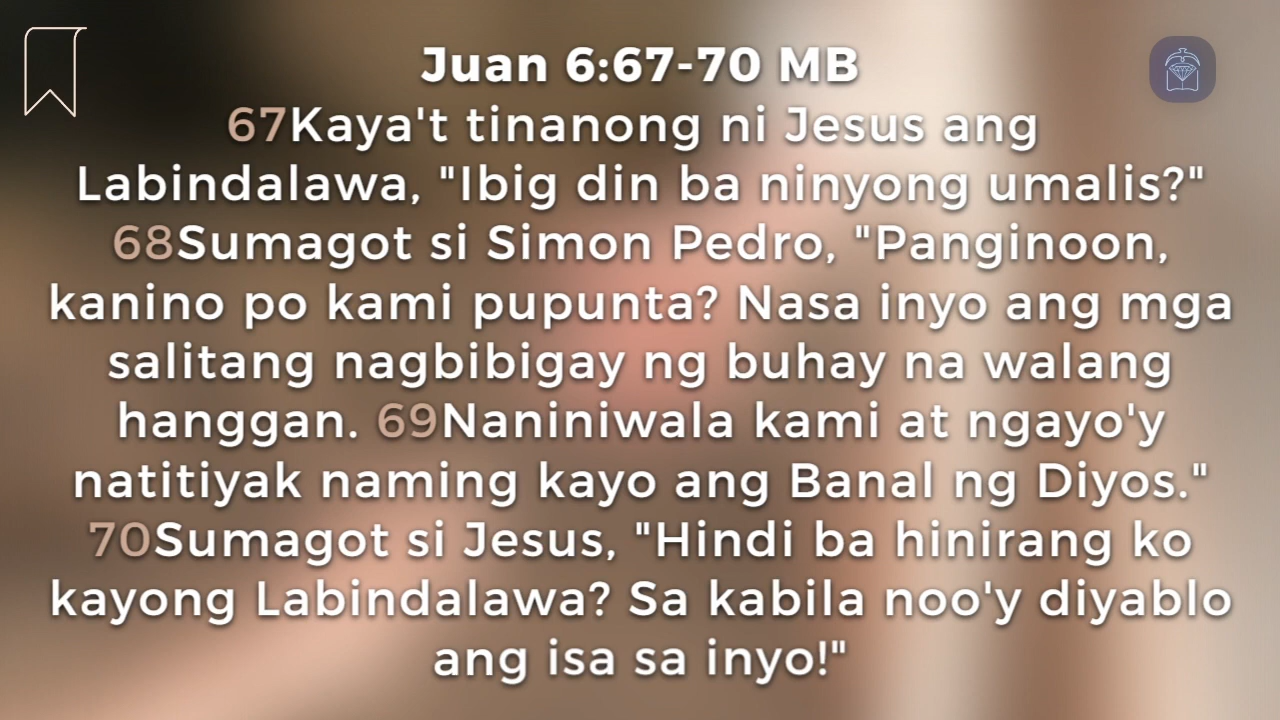 Juan 6:67-70 MB
67Kaya't tinanong ni Jesus ang
Labindalawa, "Ibig din ba ninyong umalis?"
68Sumagot si Simon Pedro, "Panginoon,
kanino po kami pupunta? Nasa inyo ang mga
salitang nagbibigay ng buhay na walang
hanggan. 69Naniniwala kami at ngayo'y
natitiyak naming kayo ang Banal ng Diyos."
70Sumagot si Jesus, "Hindi ba hinirang ko
kayong Labindalawa? Sa kabila noo'y diyablo
ang isa sa inyo!"